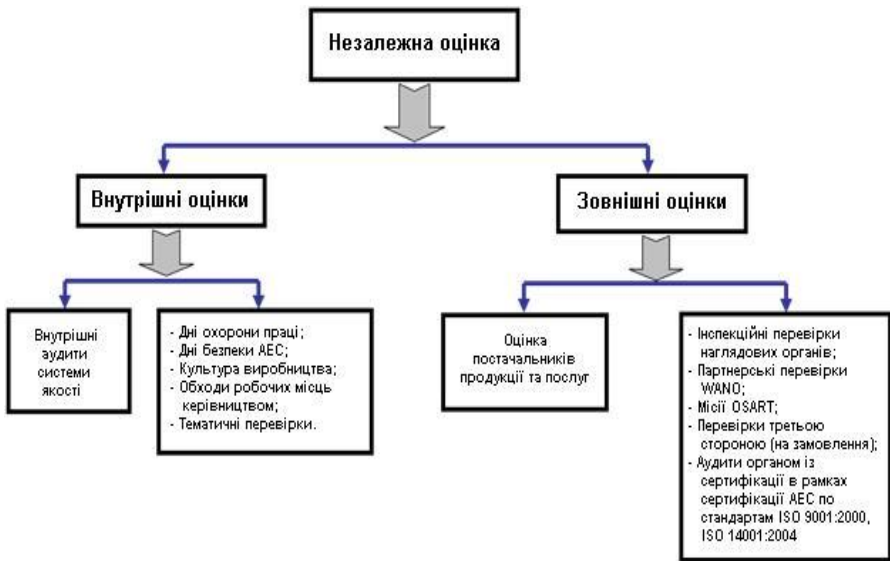 Незалежна оцінка
Внутрішні оцінки
Зовнішні оцінки
Внутрішні
аудити
системи
якості
- Дні охорони праці;
- Дні безпеки АЕС;
- Культура виробництва;
- Обходи робочих місць
керівництвом;
- Тематичні перевірки.
Оцінка
постачальників
продукції та послуг
- Інспекційні перевірки
наглядових органів;
- Партнерські перевірки
WANO;
- Місії OSART;
- Перевірки третьою
стороною (на замовлення);
- Аудити органом із
сертифікації в рамках
сертифікації АЕС по
стандартам ISO 9001:2000,
ISO 14001:2004